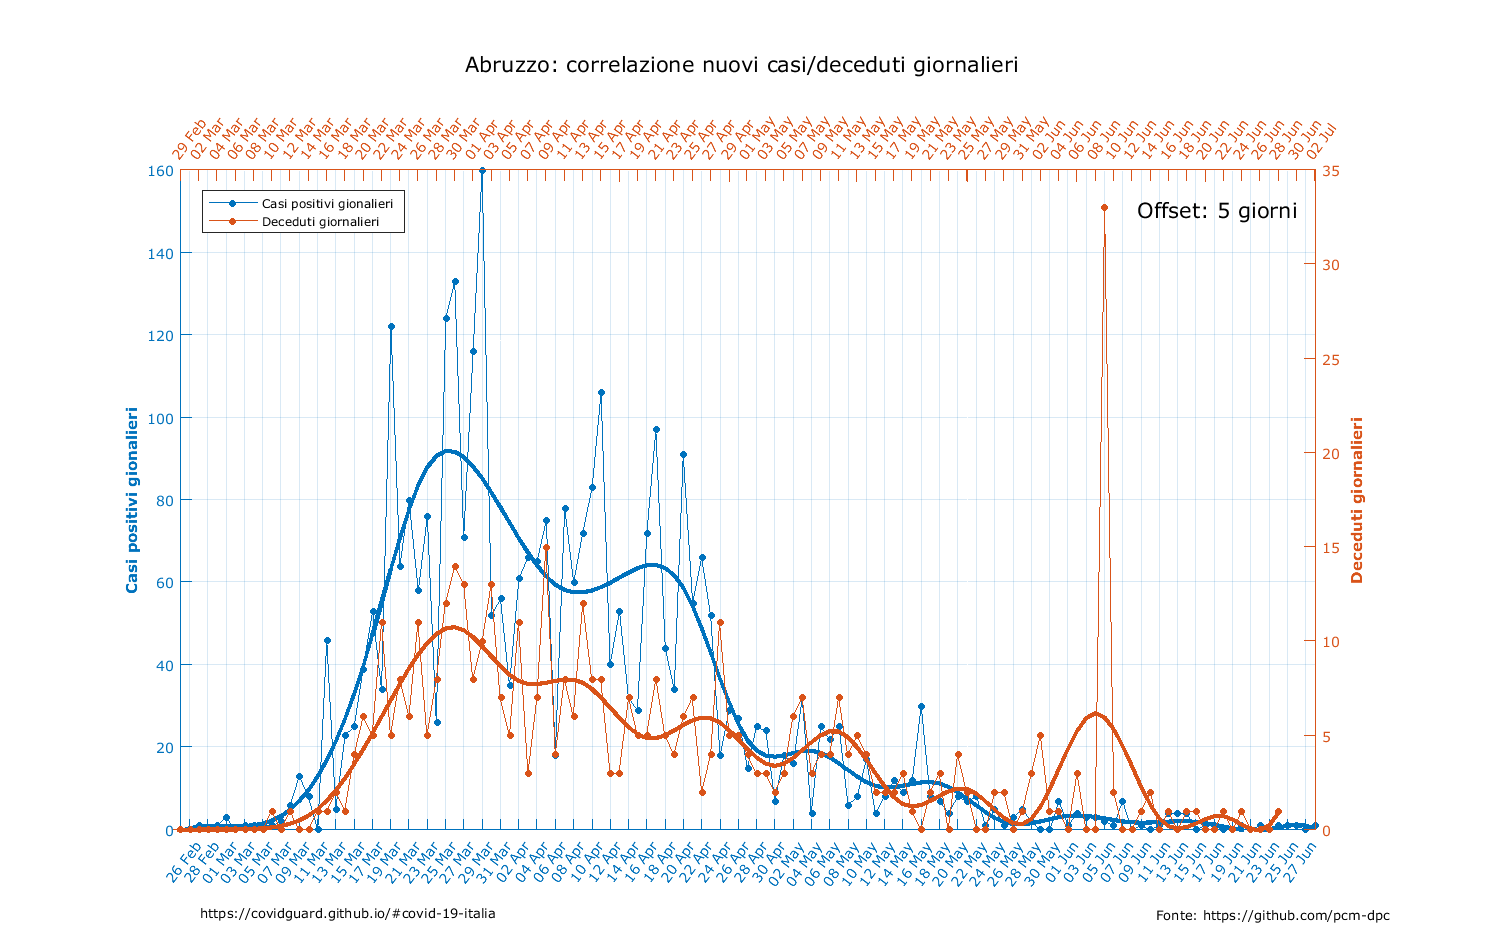 Abruzzo: correlazione nuovi casi/deceduti giornalieri
29 Feb 02 Mar 04 Mar 06 Mar 08 Mar 10 Mar 12 Mar 14 Mar 16 Mar 18 Mar 20 Mar 22 Mar 24 Mar 26 Mar 28 Mar 30 Mar 01 Apr 03 Apr 05 Apr 07 Apr 09 Apr 11 Apr 13 Apr 15 Apr 17 Apr 19 Apr 21 Apr 23 Apr 25 Apr 27 Apr 29 Apr 01 May 03 May 05 May 07 May 09 May 11 May 13 May 15 May 17 May 19 May 21 May 23 May 25 May 27 May 29 May 31 May 02 Jun 04 Jun 06 Jun 08 Jun 10 Jun 12 Jun 14 Jun 16 Jun 18 Jun 20 Jun 22 Jun 24 Jun 26 Jun 28 Jun 30 Jun 02 Jul
160 35
Casi positivi gionalieri
Deceduti giornalieri
Offset: 5 giorni
140 30
120 25
100 20
80 15
60 10
40 5
20 0
0
Casi positivi gionalieri
Deceduti giornalieri
26 Feb 28 Feb 01 Mar 03 Mar 05 Mar 07 Mar 09 Mar 11 Mar 13 Mar 15 Mar 17 Mar 19 Mar 21 Mar 23 Mar 25 Mar 27 Mar 29 Mar 31 Mar 02 Apr 04 Apr 06 Apr 08 Apr 10 Apr 12 Apr 14 Apr 16 Apr 18 Apr 20 Apr 22 Apr 24 Apr 26 Apr 28 Apr 30 Apr 02 May 04 May 06 May 08 May 10 May 12 May 14 May 16 May 18 May 20 May 22 May 24 May 26 May 28 May 30 May 01 Jun 03 Jun 05 Jun 07 Jun 09 Jun 11 Jun 13 Jun 15 Jun 17 Jun 19 Jun 21 Jun 23 Jun 25 Jun 27 Jun
https://covidguard.github.io/#covid-19-italia
Fonte: https://github.com/pcm-dpc